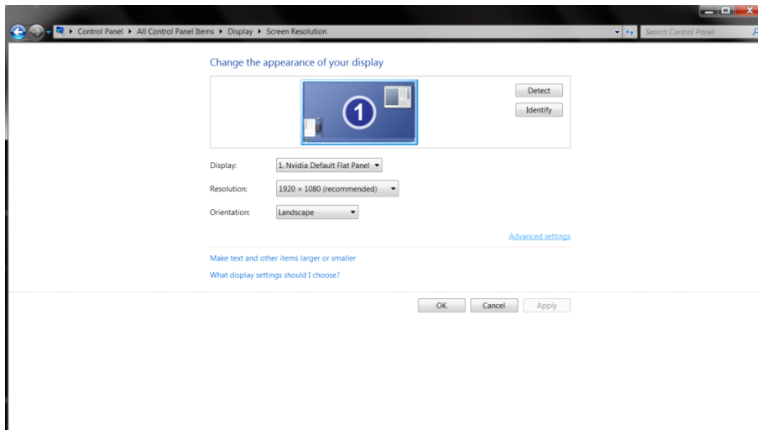 Control Panel ▸ All Control Panel Items ▸ Display ▸ Screen Resolution
Search Control Panel
Change the appearance of your display
1
Detect
Identify
Display: 1. Nvidia Default Flat Panel
Resolution: 1920 × 1080 (recommended)
Orientation: Landscape
Advanced settings
Make text and other items larger or smaller
What display settings should I choose?
OK Cancel Apply